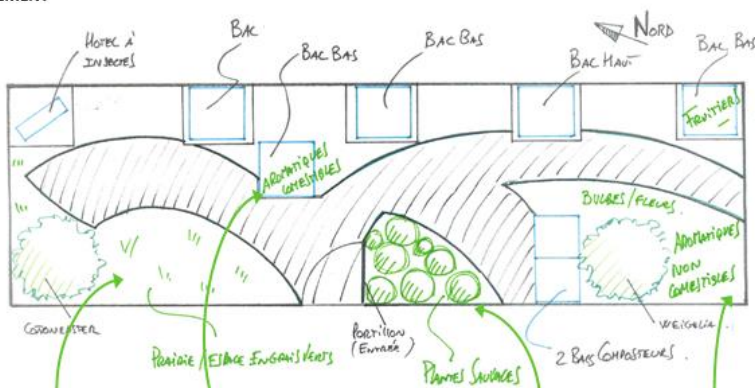 NORD
HOTEL À
INSECTES
BAC
BAC BAS
BAC BAS
BAC HAUT
BAC BAS
FRUITIERS
AROMATIQUES
COMESTIBLES
BULBES/FLEURS
AROMATIQUES
NON
COMESTIBLES
COTONEASTER
PRAIRIE/ESPACE ENGRAIS VERTS
PORTILLON
(ENTRÉE)
PLANTES SAUVAGES
2 BACS COMPOSTEURS
WEIGELIA